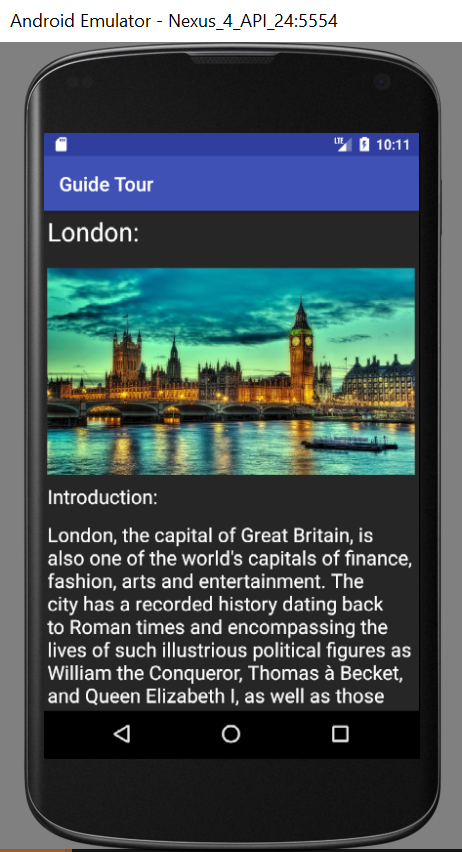 Android Emulator - Nexus_4_API_24:5554
LTE 10:11
Guide Tour
London:
Introduction:
London, the capital of Great Britain, is
also one of the world's capitals of finance,
fashion, arts and entertainment. The
city has a recorded history dating back
to Roman times and encompassing the
lives of such illustrious political figures as
William the Conqueror, Thomas à Becket,
and Queen Elizabeth I, as well as those